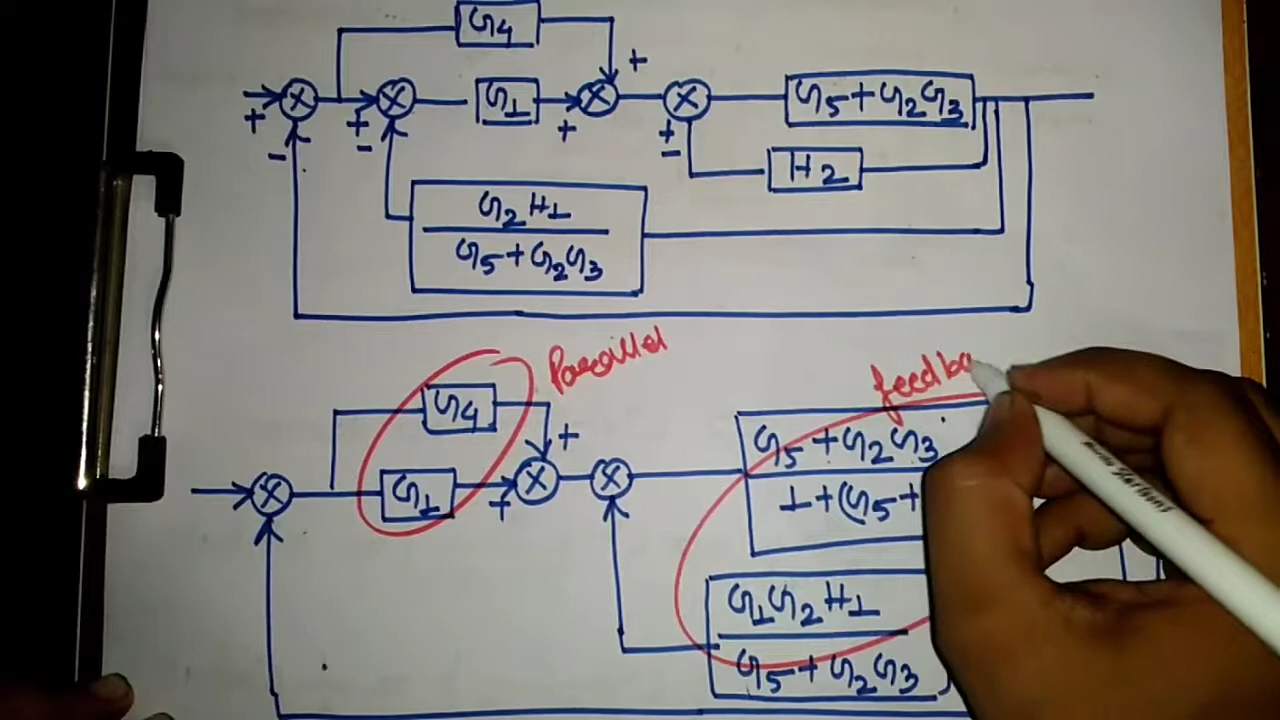 G4
+
G1
G5+G2G3
+
+
+
+
-
-
-
H2
G2H1
G5+G2G3
Parallel
feedba
G4
+
G5+G2G3
G1
+
1+(G5+
G1G2H1
G5+G2G3